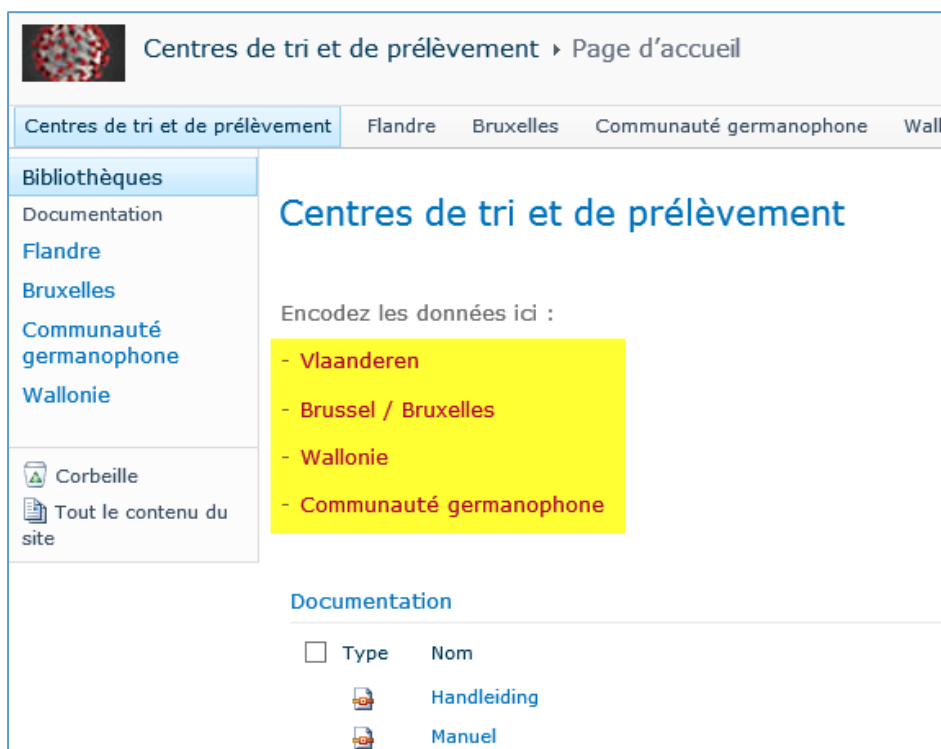 Centres de tri et de prélèvement ▸ Page d'accueil
Centres de tri et de prélèvement Flandre Bruxelles Communauté germanophone Wall
Bibliothèques
Documentation
Flandre
Bruxelles
Communauté
germanophone
Wallonie
Corbeille
Tout le contenu du
site
Centres de tri et de prélèvement
Encodez les données ici :
- Vlaanderen
- Brussel / Bruxelles
- Wallonie
- Communauté germanophone
Documentation
Type Nom
Handleiding
Manuel